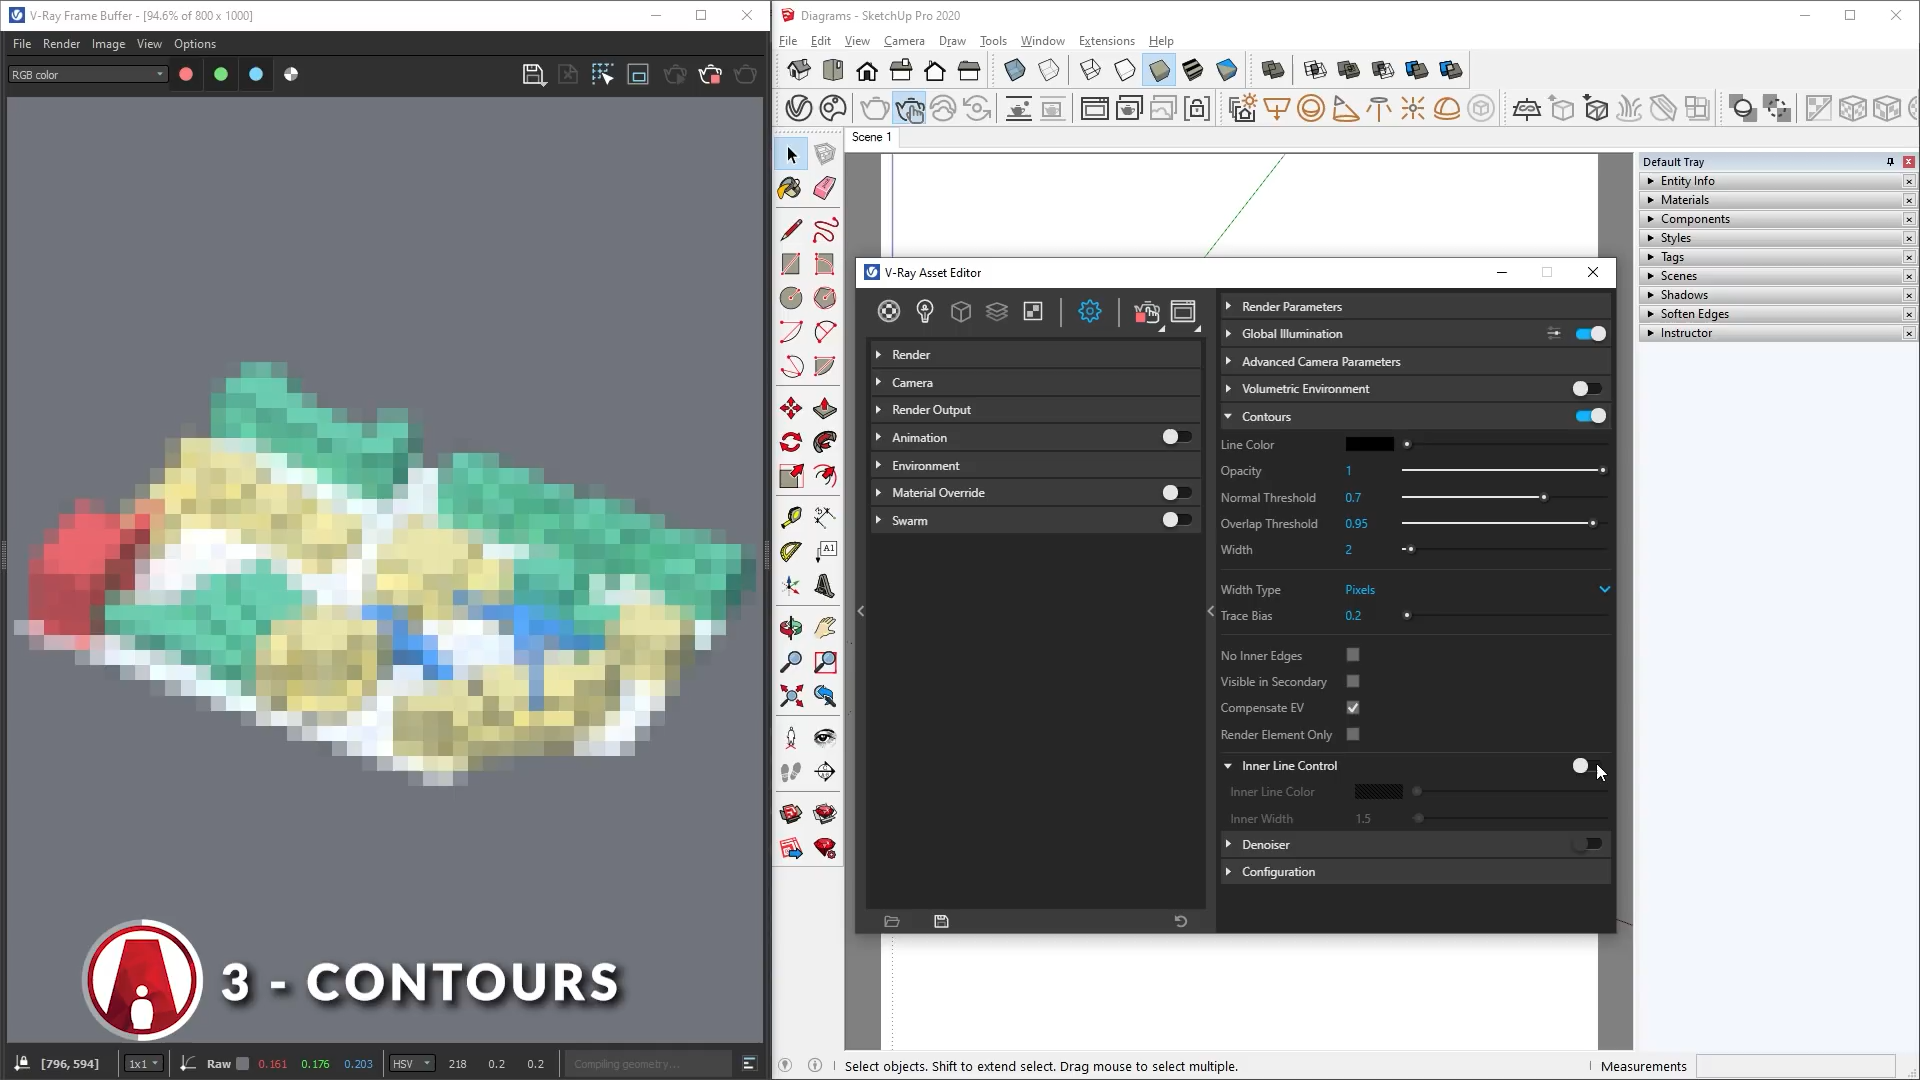 V-Ray Frame Buffer - [94.6% of 800 x 1000]
File Render Image View Options
RGB color
3 - CONTOURS
[796, 594] 1x1 Raw 0.161 0.176 0.203 HSV 218 0.2 0.2 Compiling geometry...
Diagrams - SketchUp Pro 2020
File Edit View Camera Draw Tools Window Extensions Help
Scene 1
A1
Default Tray
Entity Info
Materials
Components
Styles
Tags
Scenes
Shadows
Soften Edges
Instructor
V-Ray Asset Editor
Render
Camera
Render Output
Animation
Environment
Material Override
Swarm
Render Parameters
Global Illumination
Advanced Camera Parameters
Volumetric Environment
Contours
Line Color
Opacity 1
Normal Threshold 0.7
Overlap Threshold 0.95
Width 2
Width Type Pixels
Trace Bias 0.2
No Inner Edges
Visible in Secondary
Compensate EV
Render Element Only
Inner Line Control
Inner Line Color
Inner Width 1.5
Denoiser
Configuration
Select objects. Shift to extend select. Drag mouse to select multiple.
Measurements